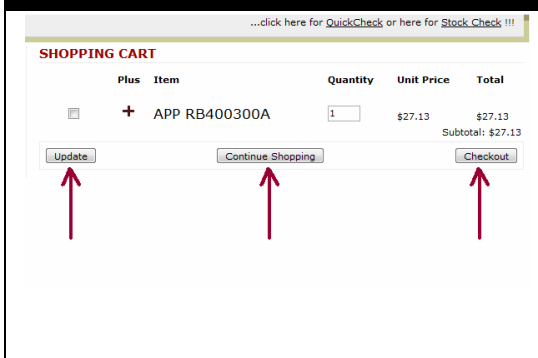 ...click here for QuickCheck or here for Stock Check !!!
SHOPPING CART
Plus Item Quantity Unit Price Total
+ APP RB400300A 1 $27.13 $27.13
Subtotal: $27.13
Update Continue Shopping Checkout